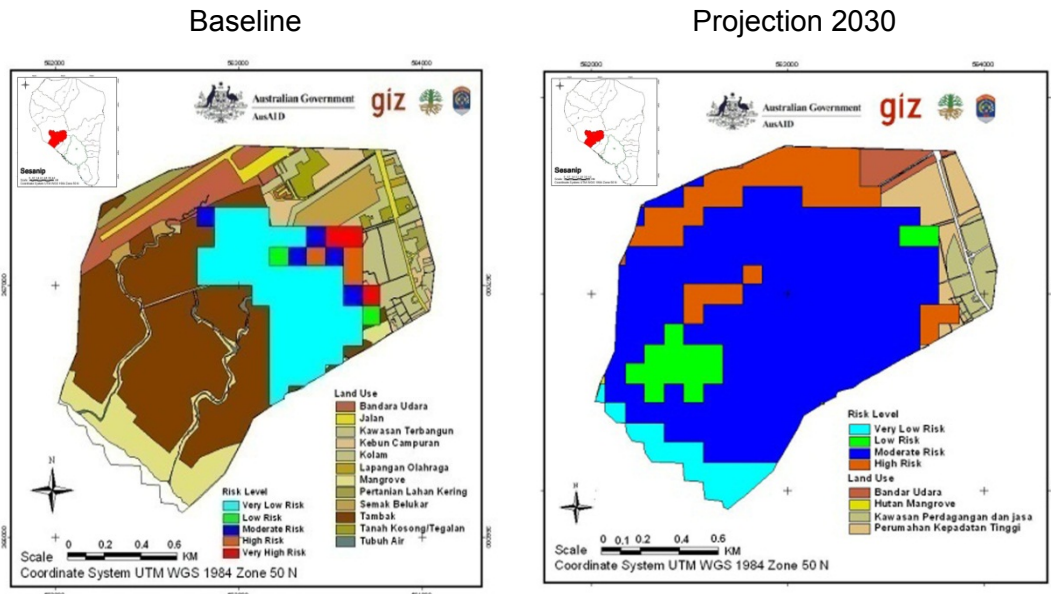 Baseline
Projection 2030
Sesanip
Australian Government
AusAID
giz
Land Use
Bandara Udara
Jalan
Kawasan Terbangun
Kebun Campuran
Kolam
Lapangan Olahraga
Mangrove
Pertanian Lahan Kering
Semak Belukar
Tambak
Tanah Kosong/Tegalan
Tubuh Air
Risk Level
Very Low Risk
Low Risk
Moderate Risk
High Risk
Very High Risk
N
Scale 0 0.2 0.4 0.6 KM
Coordinate System UTM WGS 1984 Zone 50 N
Sesanip
Australian Government
AusAID
giz
Risk Level
Very Low Risk
Low Risk
Moderate Risk
High Risk
Land Use
Bandar Udara
Hutan Mangrove
Kawasan Perdagangan dan jasa
Perumahan Kepadatan Tinggi
N
Scale 0 0.1 0.2 0.4 0.6 KM
Coordinate System UTM WGS 1984 Zone 50 N